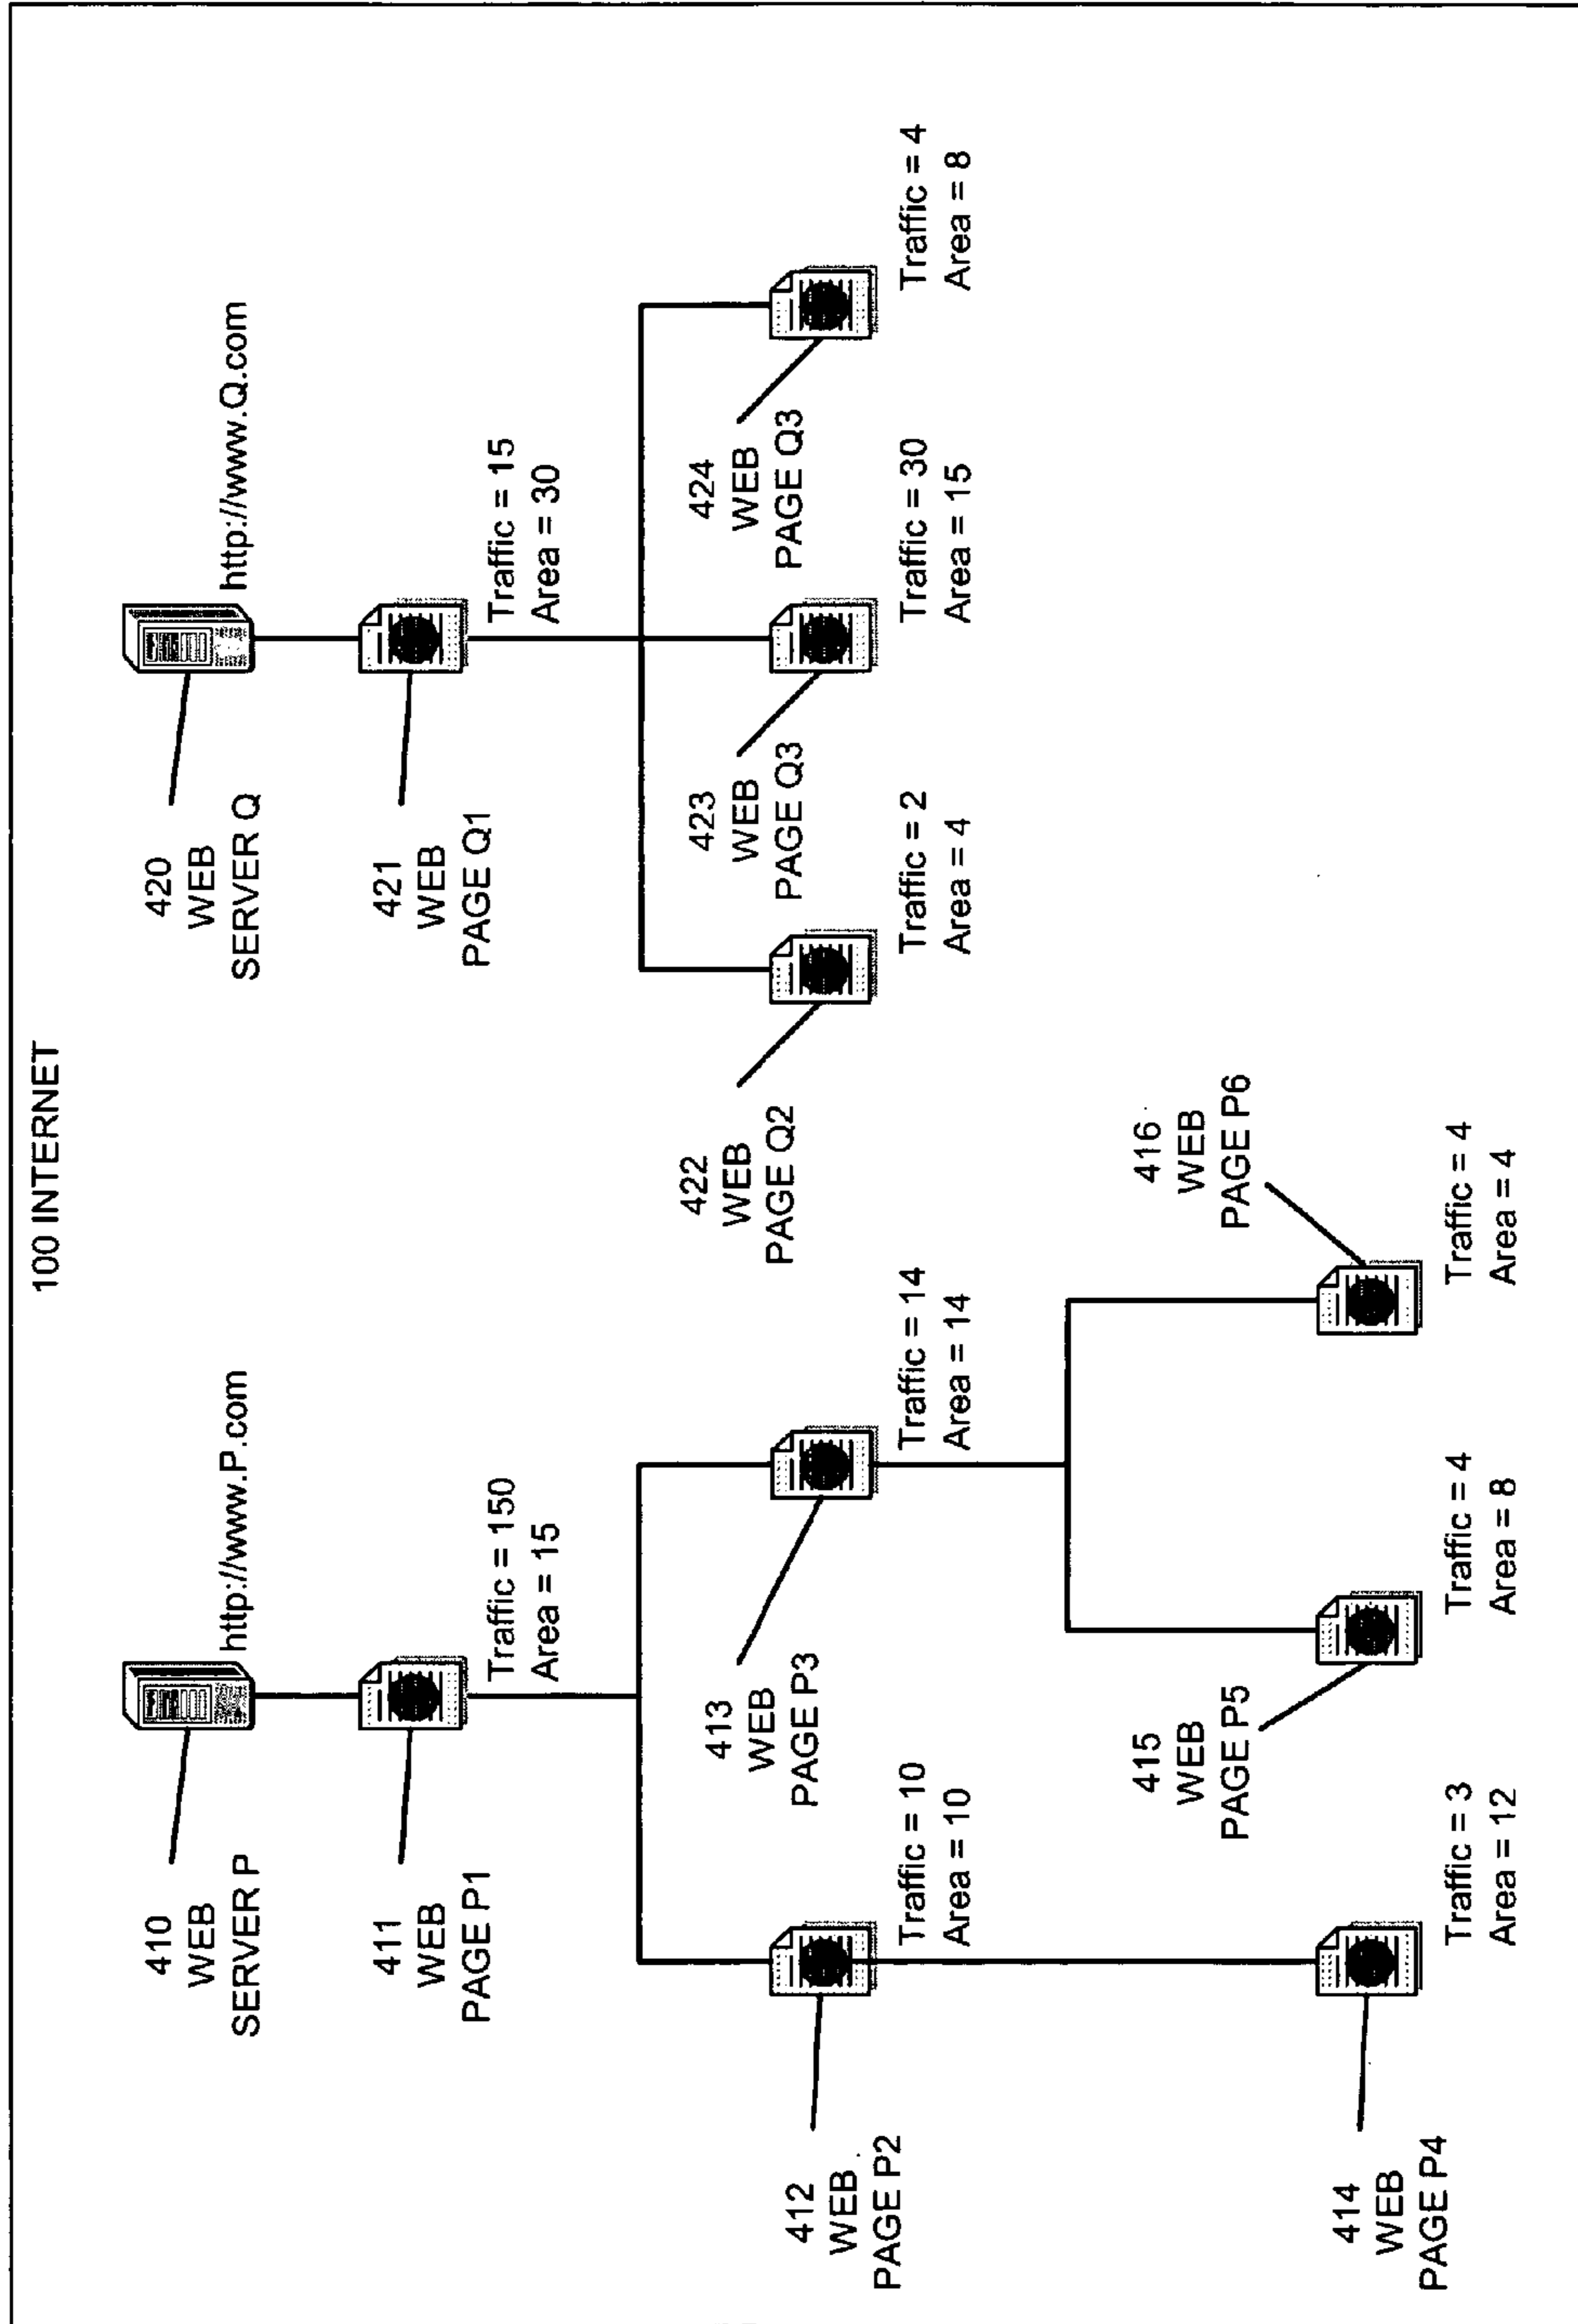 100 INTERNET
410
WEB
SERVER P
http://www.P.com
420
WEB
SERVER Q
http://www.Q.com
411
WEB
PAGE P1
Traffic = 150
Area = 15
421
WEB
PAGE Q1
Traffic = 15
Area = 30
412
WEB
PAGE P2
Traffic = 10
Area = 10
413
WEB
PAGE P3
Traffic = 14
Area = 14
422
WEB
PAGE Q2
Traffic = 2
Area = 4
423
WEB
PAGE Q3
Traffic = 30
Area = 15
424
WEB
PAGE Q3
Traffic = 4
Area = 8
414
WEB
PAGE P4
Traffic = 3
Area = 12
415
WEB
PAGE P5
Traffic = 4
Area = 8
416
WEB
PAGE P6
Traffic = 4
Area = 4